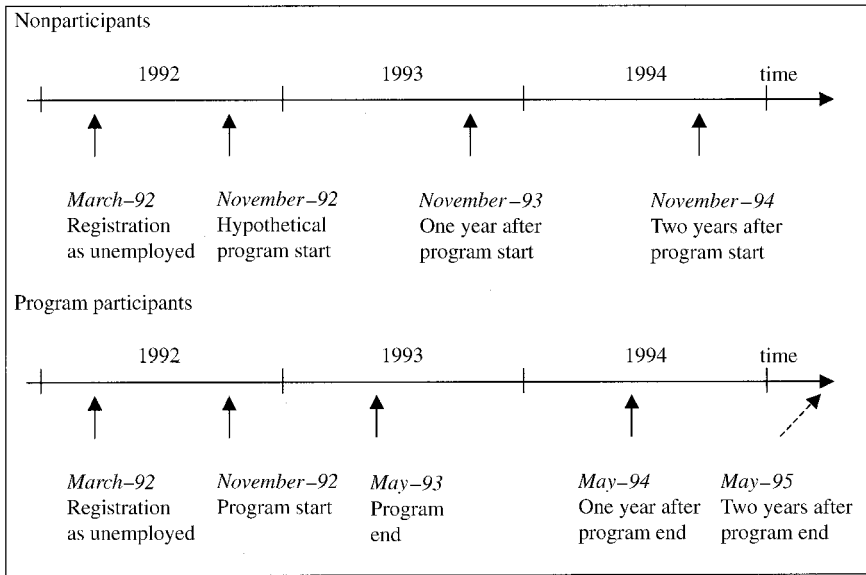 Nonparticipants
1992 1993 1994 time
March–92 November–92 November–93 November–94
Registration Hypothetical One year after Two years after
as unemployed program start program start program start
Program participants
1992 1993 1994 time
March–92 November–92 May–93 May–94 May–95
Registration Program start Program One year after Two years after
as unemployed end program end program end